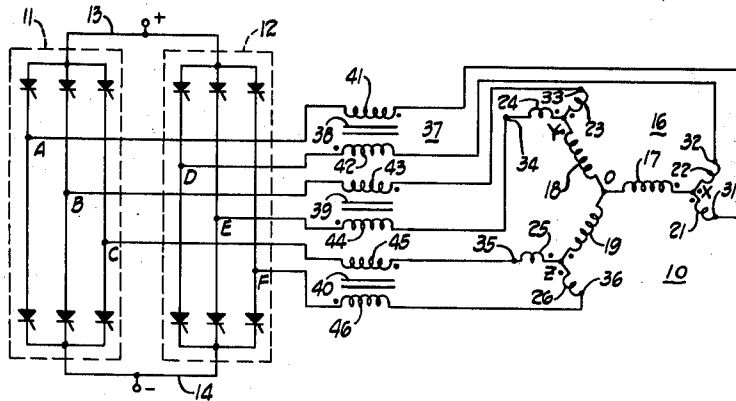 11 13 + 12
41
A 38 37
D 42 43
B 39
E 44 45
C 40
F 46
14 -
33 24 23 16
34 Y 32
18 O 17 22
X 31
35 25 19 21
Z 26 36 10